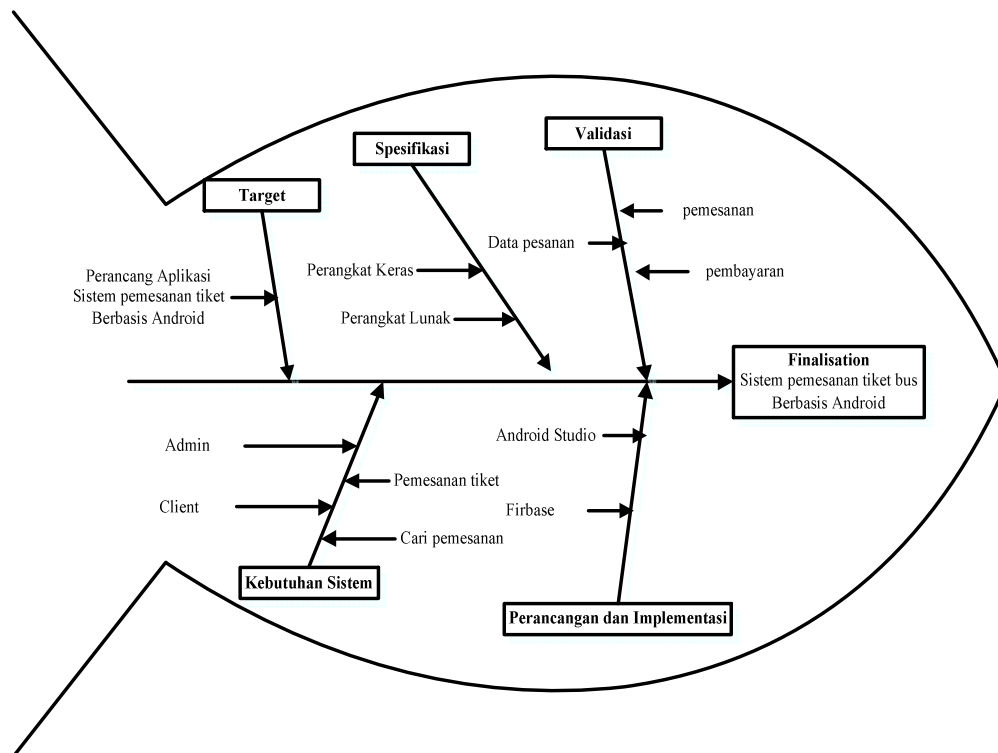 Validasi
Spesifikasi
Target
pemesanan
Data pesanan
Perangkat Keras
pembayaran
Perancang Aplikasi
Sistem pemesanan tiket
Berbasis Android
Perangkat Lunak
Finalisation
Sistem pemesanan tiket bus
Berbasis Android
Admin
Android Studio
Pemesanan tiket
Client
Firbase
Cari pemesanan
Kebutuhan Sistem
Perancangan dan Implementasi